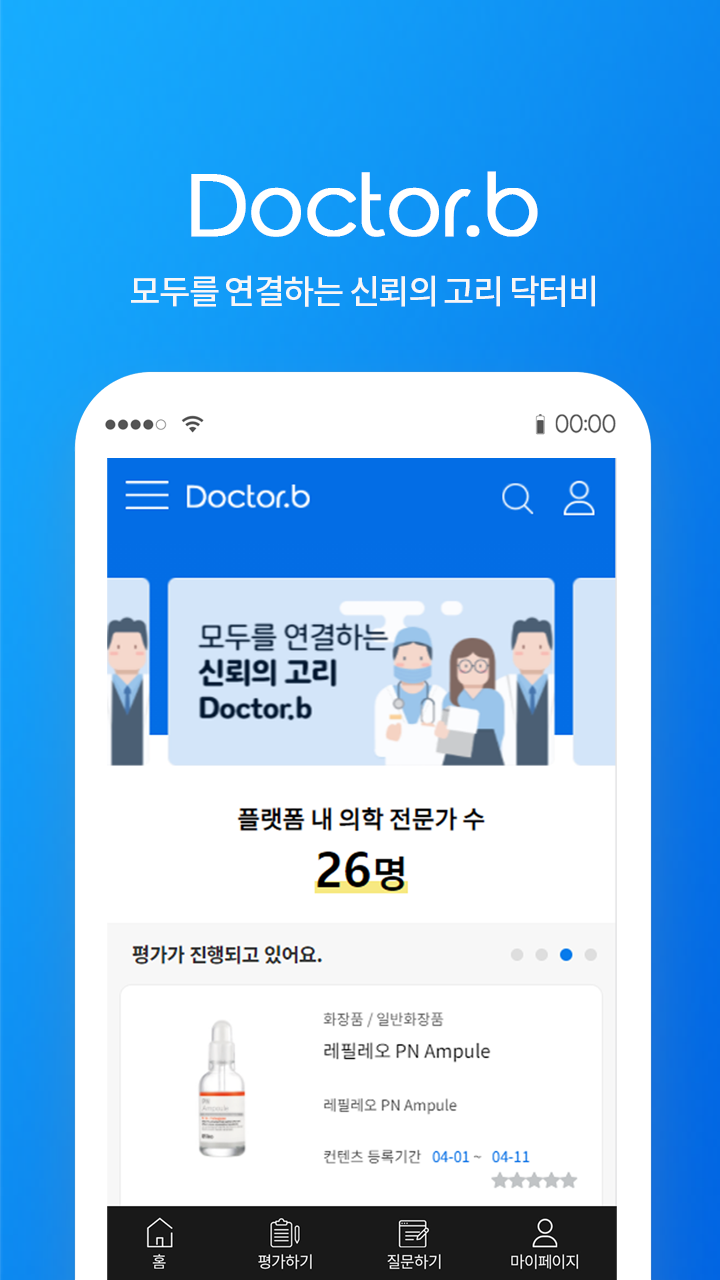 Doctor.b
모두를 연결하는 신뢰의 고리 닥터비
00:00
Doctor.b
모두를 연결하는
신뢰의 고리
Doctor.b
플랫폼 내 의학 전문가 수
26명
평가가 진행되고 있어요.
화장품 / 일반화장품
레필레오 PN Ampule
레필레오 PN Ampule
컨텐츠 등록기간 04-01 ~ 04-11
PN
Ampoule
홈
평가하기
질문하기
마이페이지